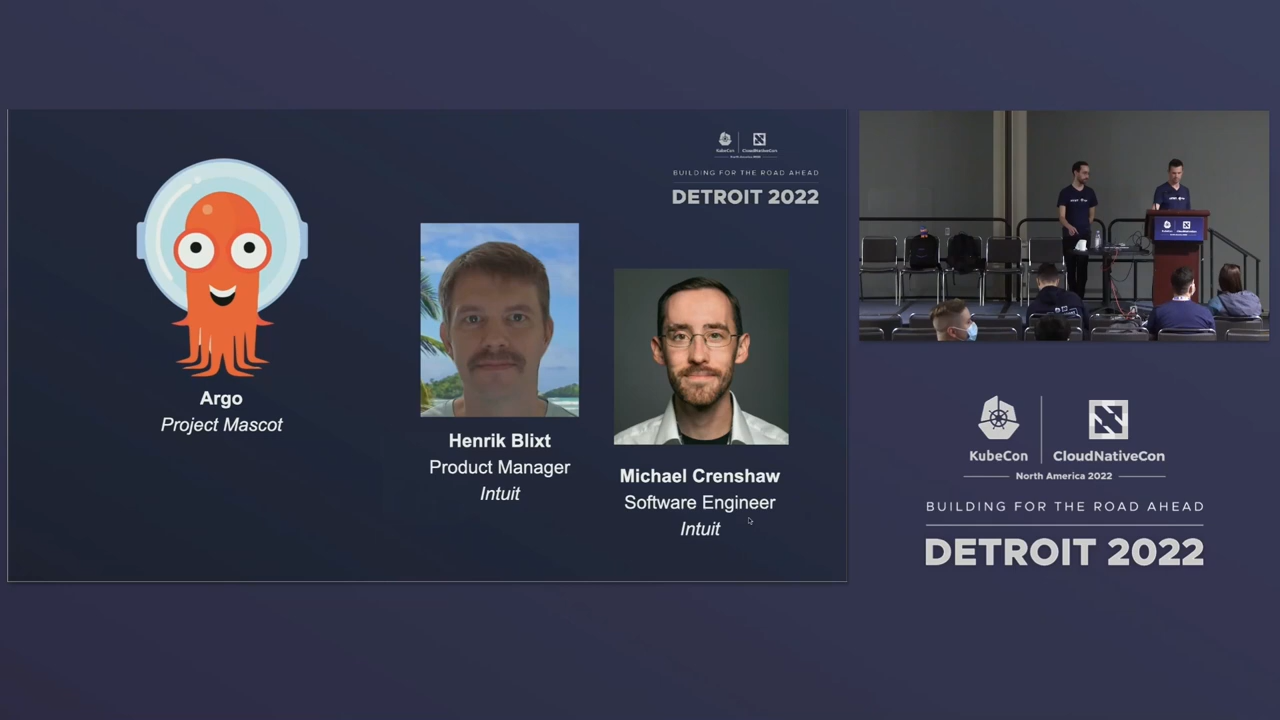 KubeCon
CloudNativeCon
BUILDING FOR THE ROAD AHEAD
DETROIT 2022
Argo
Project Mascot
Henrik Blixt
Product Manager
Intuit
Michael Crenshaw
Software Engineer
Intuit
KubeCon
CloudNativeCon
North America 2022
BUILDING FOR THE ROAD AHEAD
DETROIT 2022